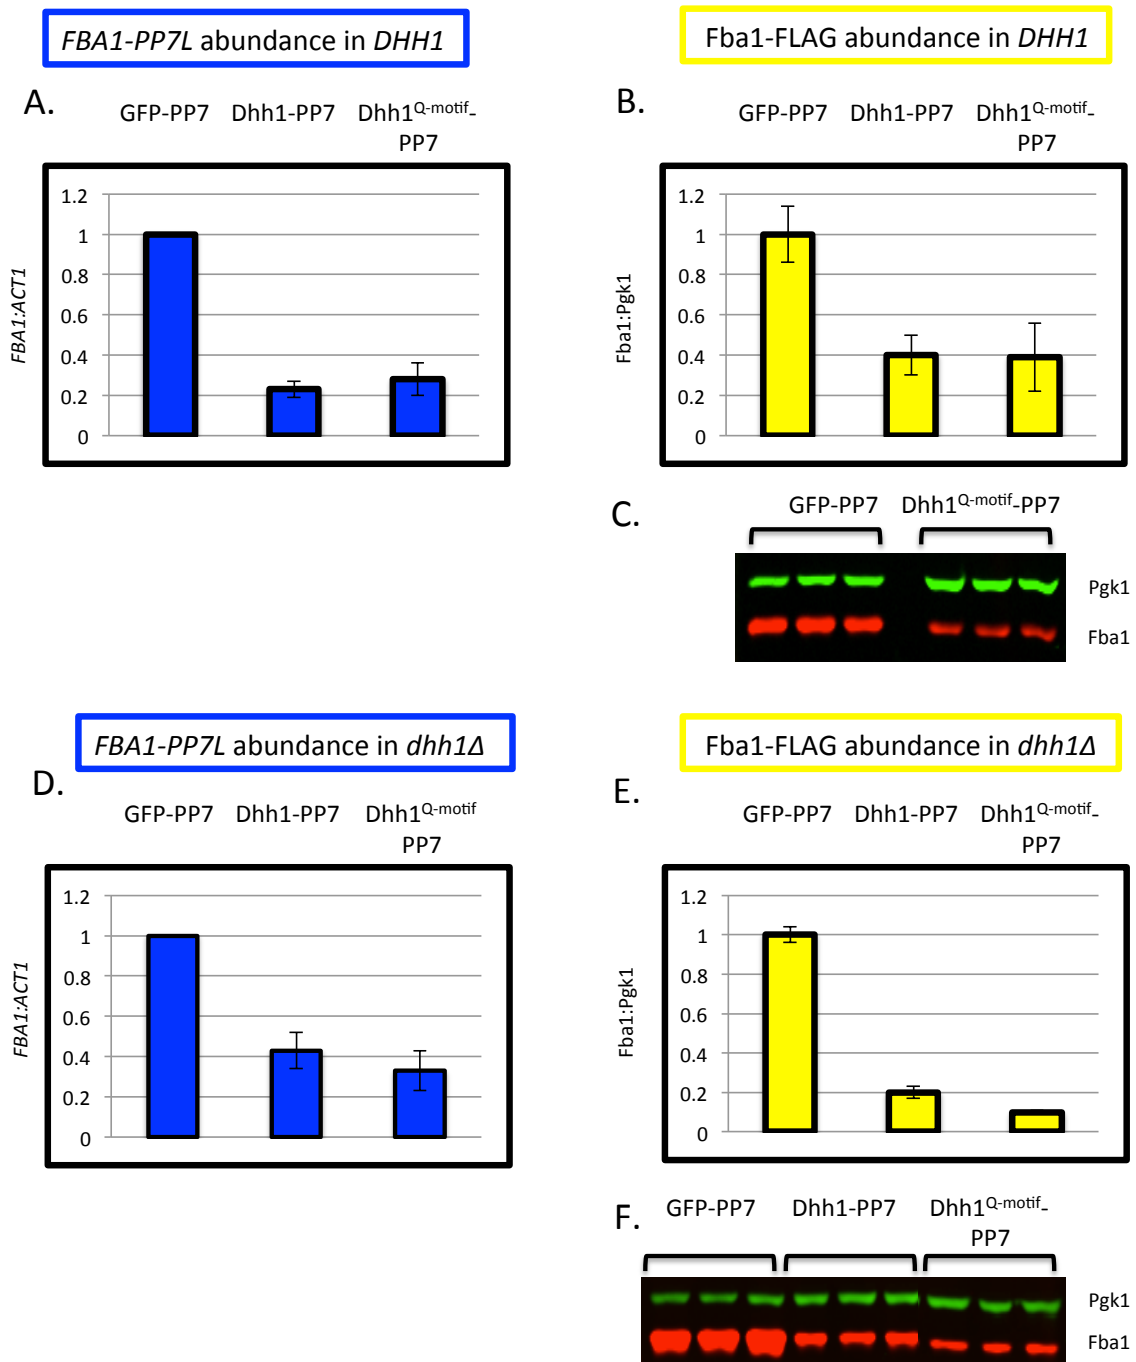 FBA1-PP7L abundance in DHH1
Fba1-FLAG abundance in DHH1
A.
GFP-PP7 Dhh1-PP7 Dhh1Q-motif-
PP7
1.2
1
0.8
0.6
0.4
0.2
0
FBA1:ACT1
B.
GFP-PP7 Dhh1-PP7 Dhh1Q-motif-
PP7
1.2
1
0.8
0.6
0.4
0.2
0
Fba1:Pgk1
C.
GFP-PP7 Dhh1Q-motif-PP7
Pgk1
Fba1
FBA1-PP7L abundance in dhh1Δ
Fba1-FLAG abundance in dhh1Δ
D.
GFP-PP7 Dhh1-PP7 Dhh1Q-motif
PP7
1.2
1
0.8
0.6
0.4
0.2
0
FBA1:ACT1
E.
GFP-PP7 Dhh1-PP7 Dhh1Q-motif-
PP7
1.2
1
0.8
0.6
0.4
0.2
0
Fba1:Pgk1
F.
GFP-PP7 Dhh1-PP7 Dhh1Q-motif-
PP7
Pgk1
Fba1